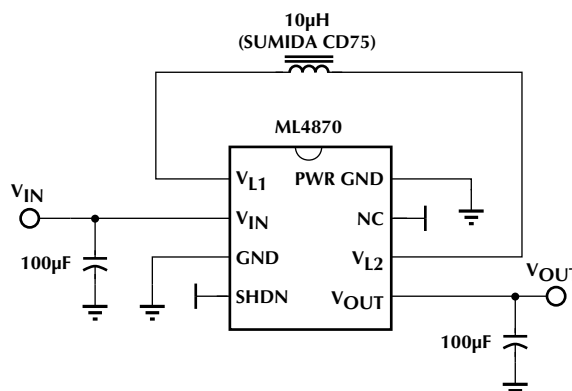 10µH
(SUMIDA CD75)
ML4870
VL1
PWR GND
VIN
VIN
NC
GND
VL2
100µF
SHDN
VOUT
VOUT
100µF